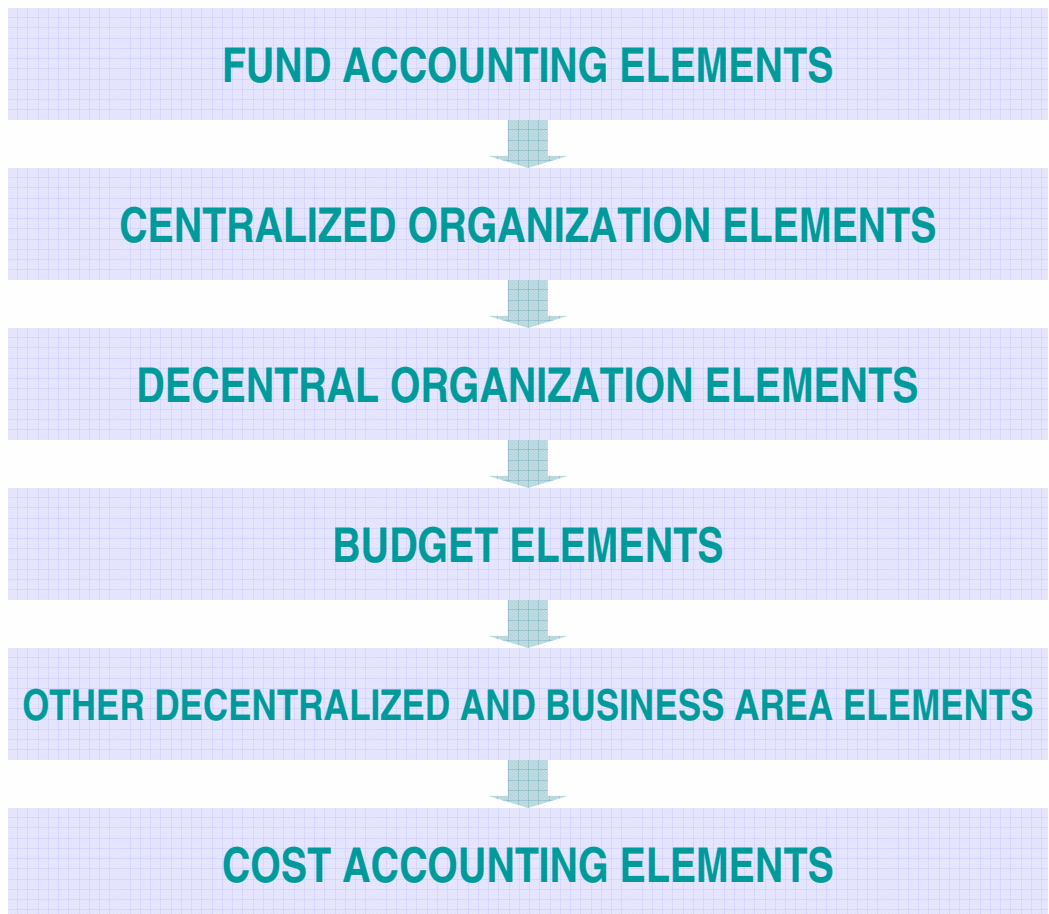 FUND ACCOUNTING ELEMENTS
CENTRALIZED ORGANIZATION ELEMENTS
DECENTRAL ORGANIZATION ELEMENTS
BUDGET ELEMENTS
OTHER DECENTRALIZED AND BUSINESS AREA ELEMENTS
COST ACCOUNTING ELEMENTS